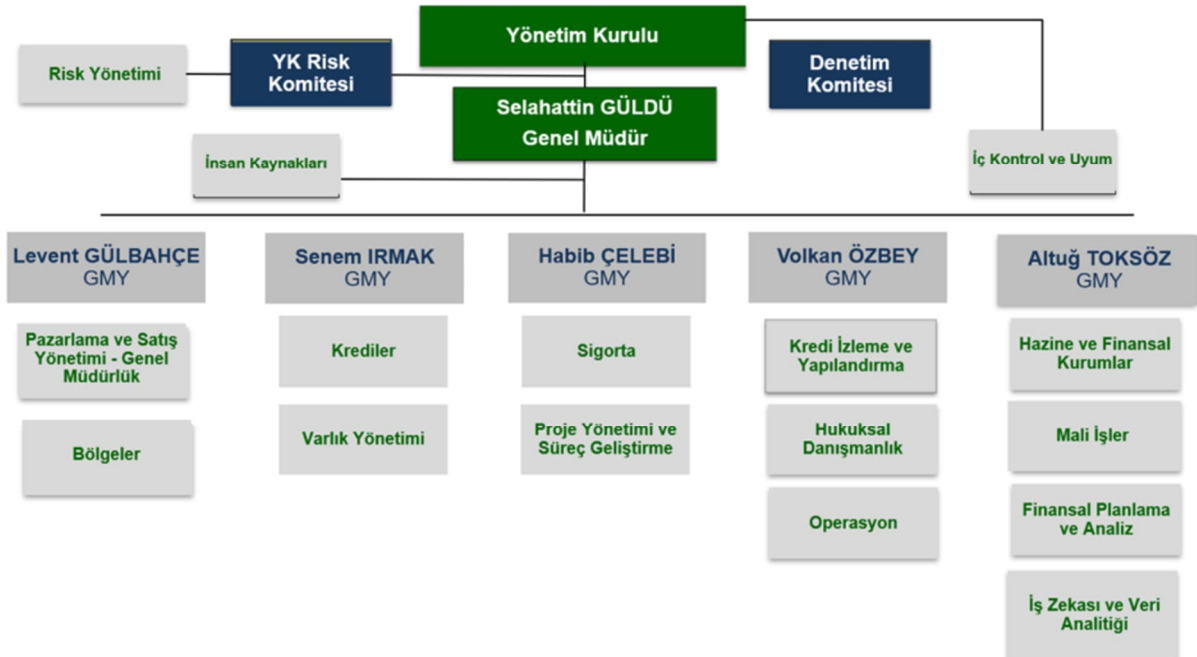 Yönetim Kurulu
Risk Yönetimi
YK Risk
Komitesi
Denetim
Komitesi
Selahattin GÜLDÜ
Genel Müdür
İnsan Kaynakları
İç Kontrol ve Uyum
Levent GÜLBAHÇE
GMY
Pazarlama ve Satış
Yönetimi - Genel
Müdürlük
Bölgeler
Senem IRMAK
GMY
Krediler
Varlık Yönetimi
Habib ÇELEBİ
GMY
Sigorta
Proje Yönetimi ve
Süreç Geliştirme
Volkan ÖZBEY
GMY
Kredi İzleme ve
Yapılandırma
Hukuksal
Danışmanlık
Operasyon
Altuğ TOKSÖZ
GMY
Hazine ve Finansal
Kurumlar
Mali İşler
Finansal Planlama
ve Analiz
İş Zekası ve Veri
Analitiği